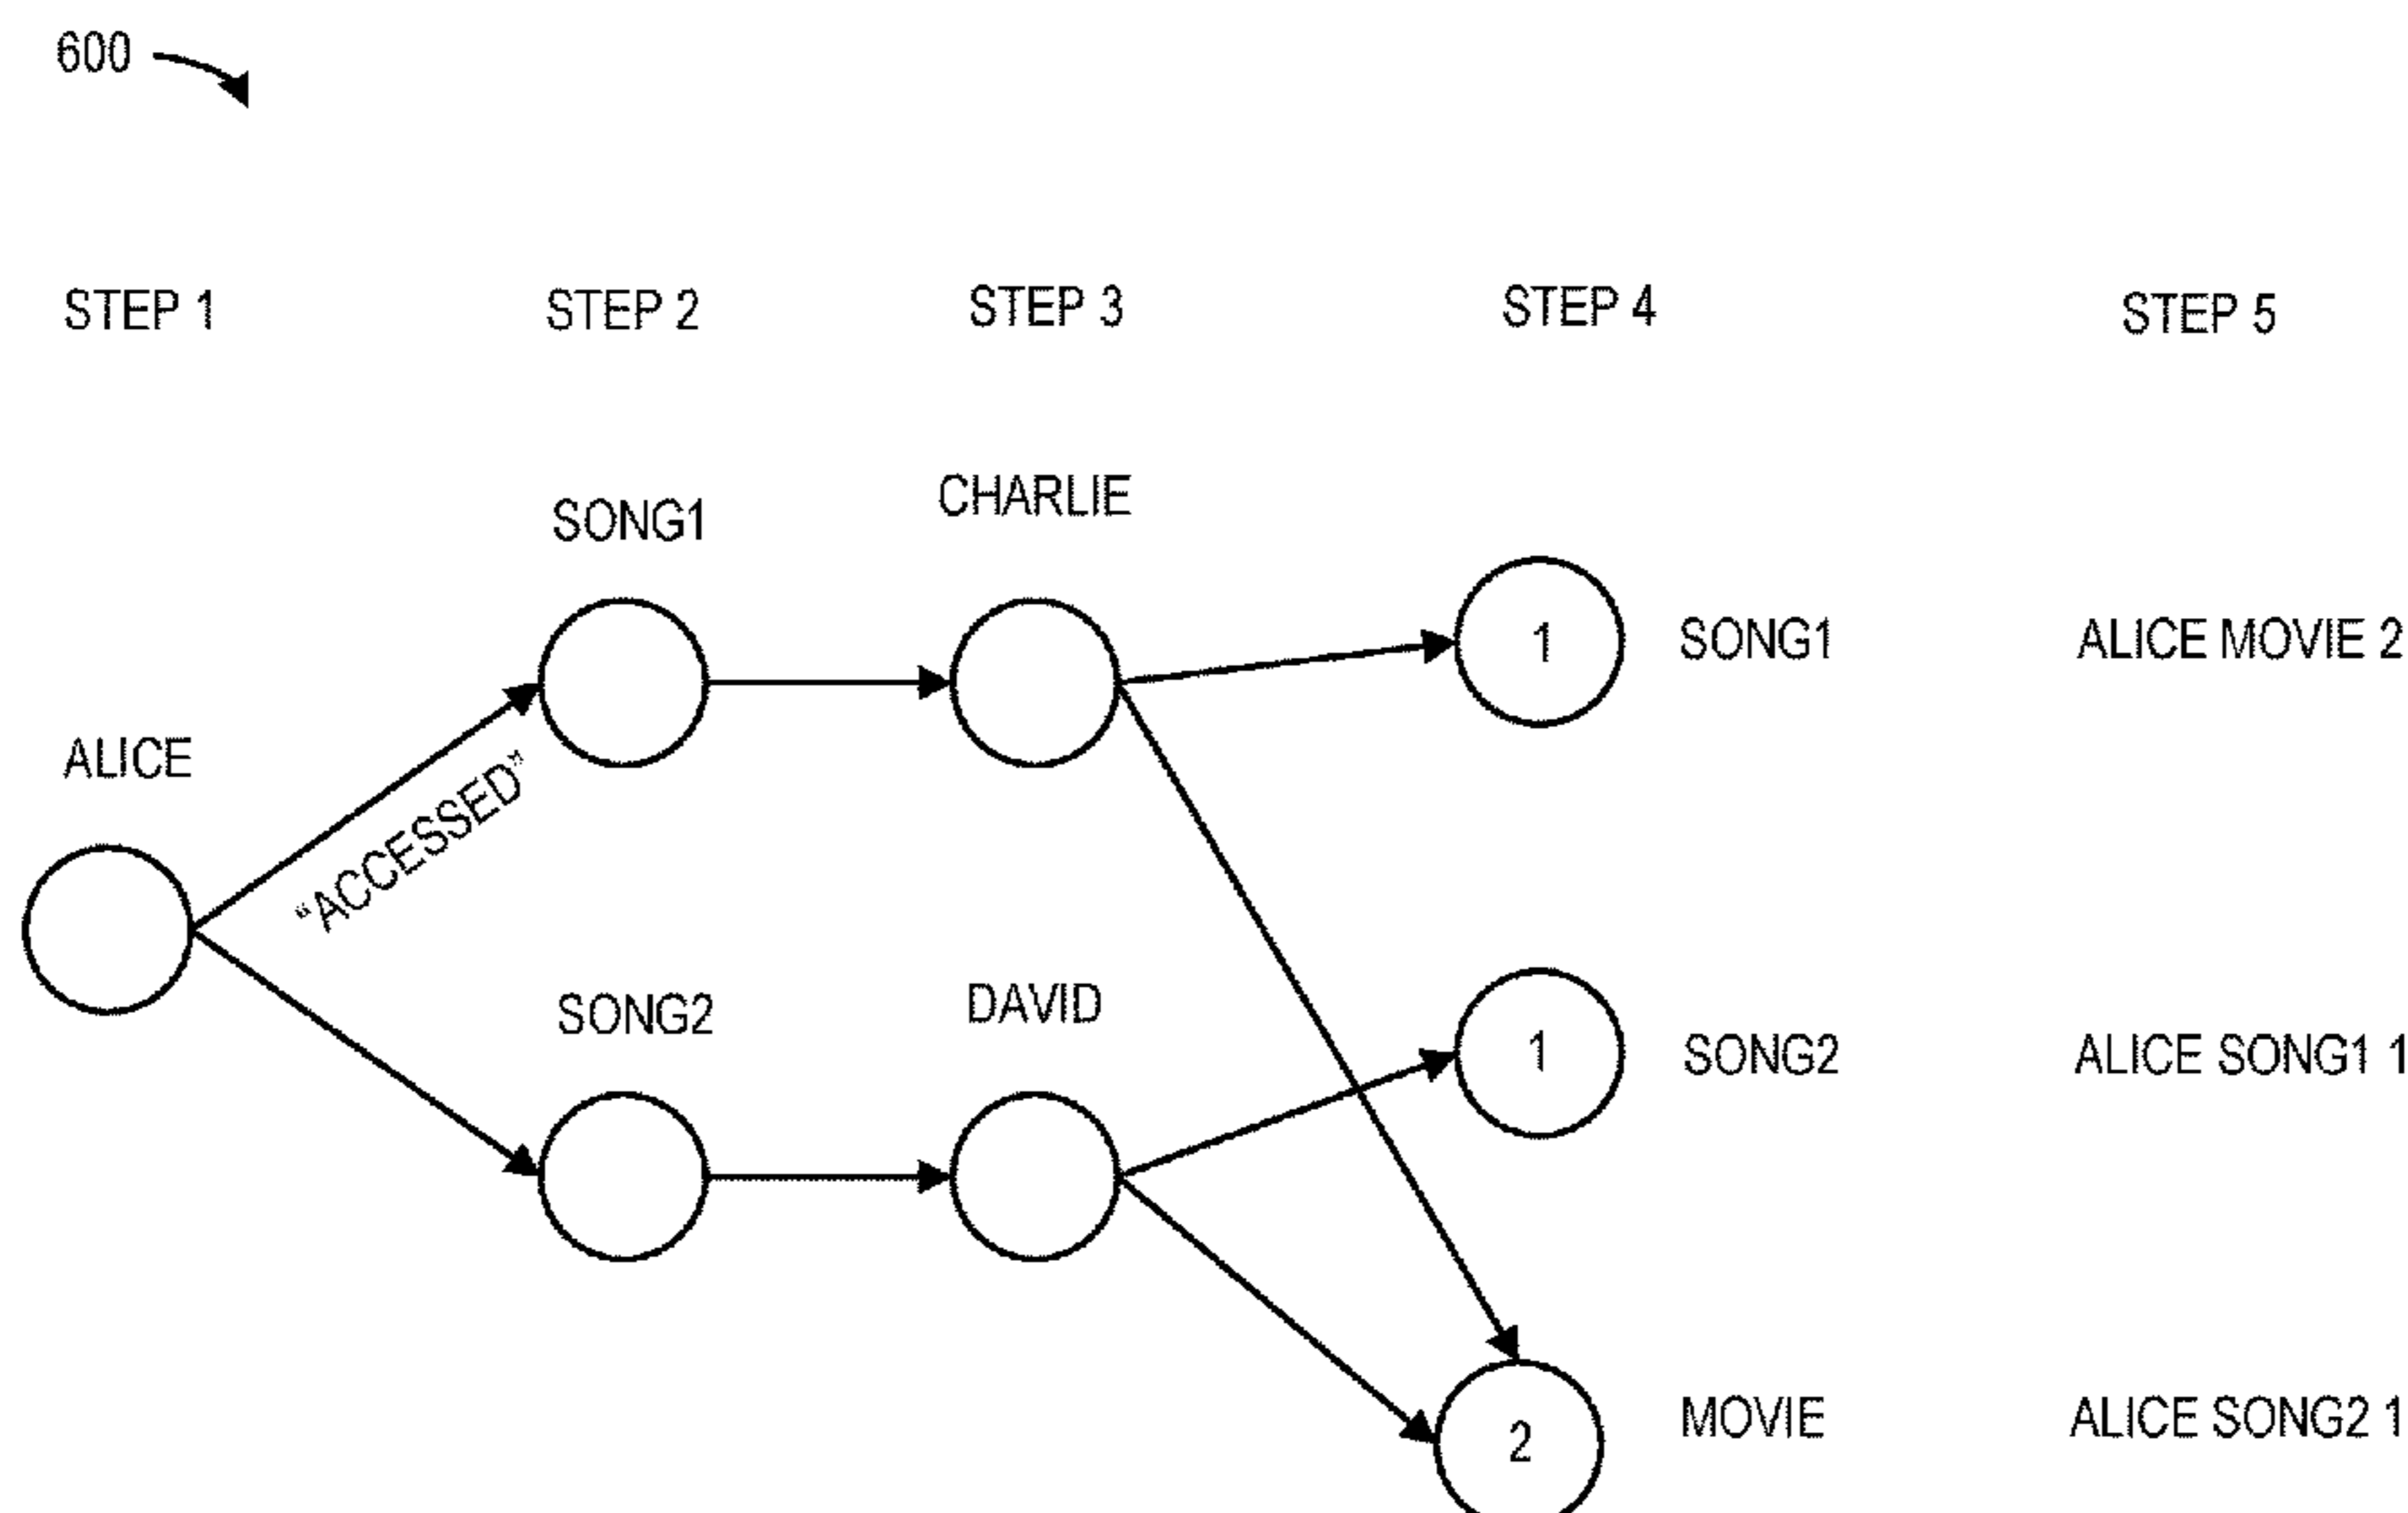 600
STEP 1 STEP 2 STEP 3 STEP 4 STEP 5
CHARLIE
SONG1
1 SONG1 ALICE MOVIE 2
ALICE
“ACCESSED”
DAVID
SONG2
1 SONG2 ALICE SONG1 1
2 MOVIE ALICE SONG2 1